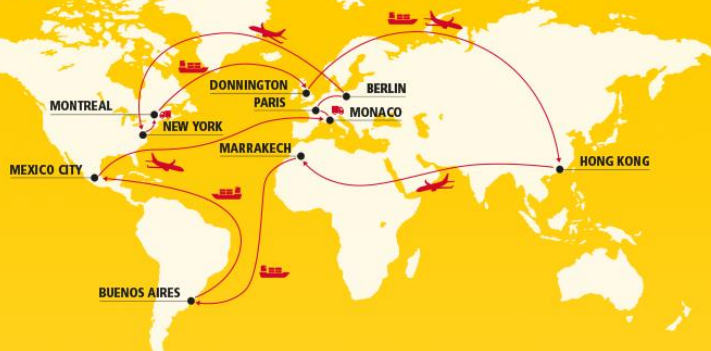 DONNINGTON
BERLIN
PARIS
MONTREAL
MONACO
NEW YORK
MARRAKECH
HONG KONG
MEXICO CITY
BUENOS AIRES